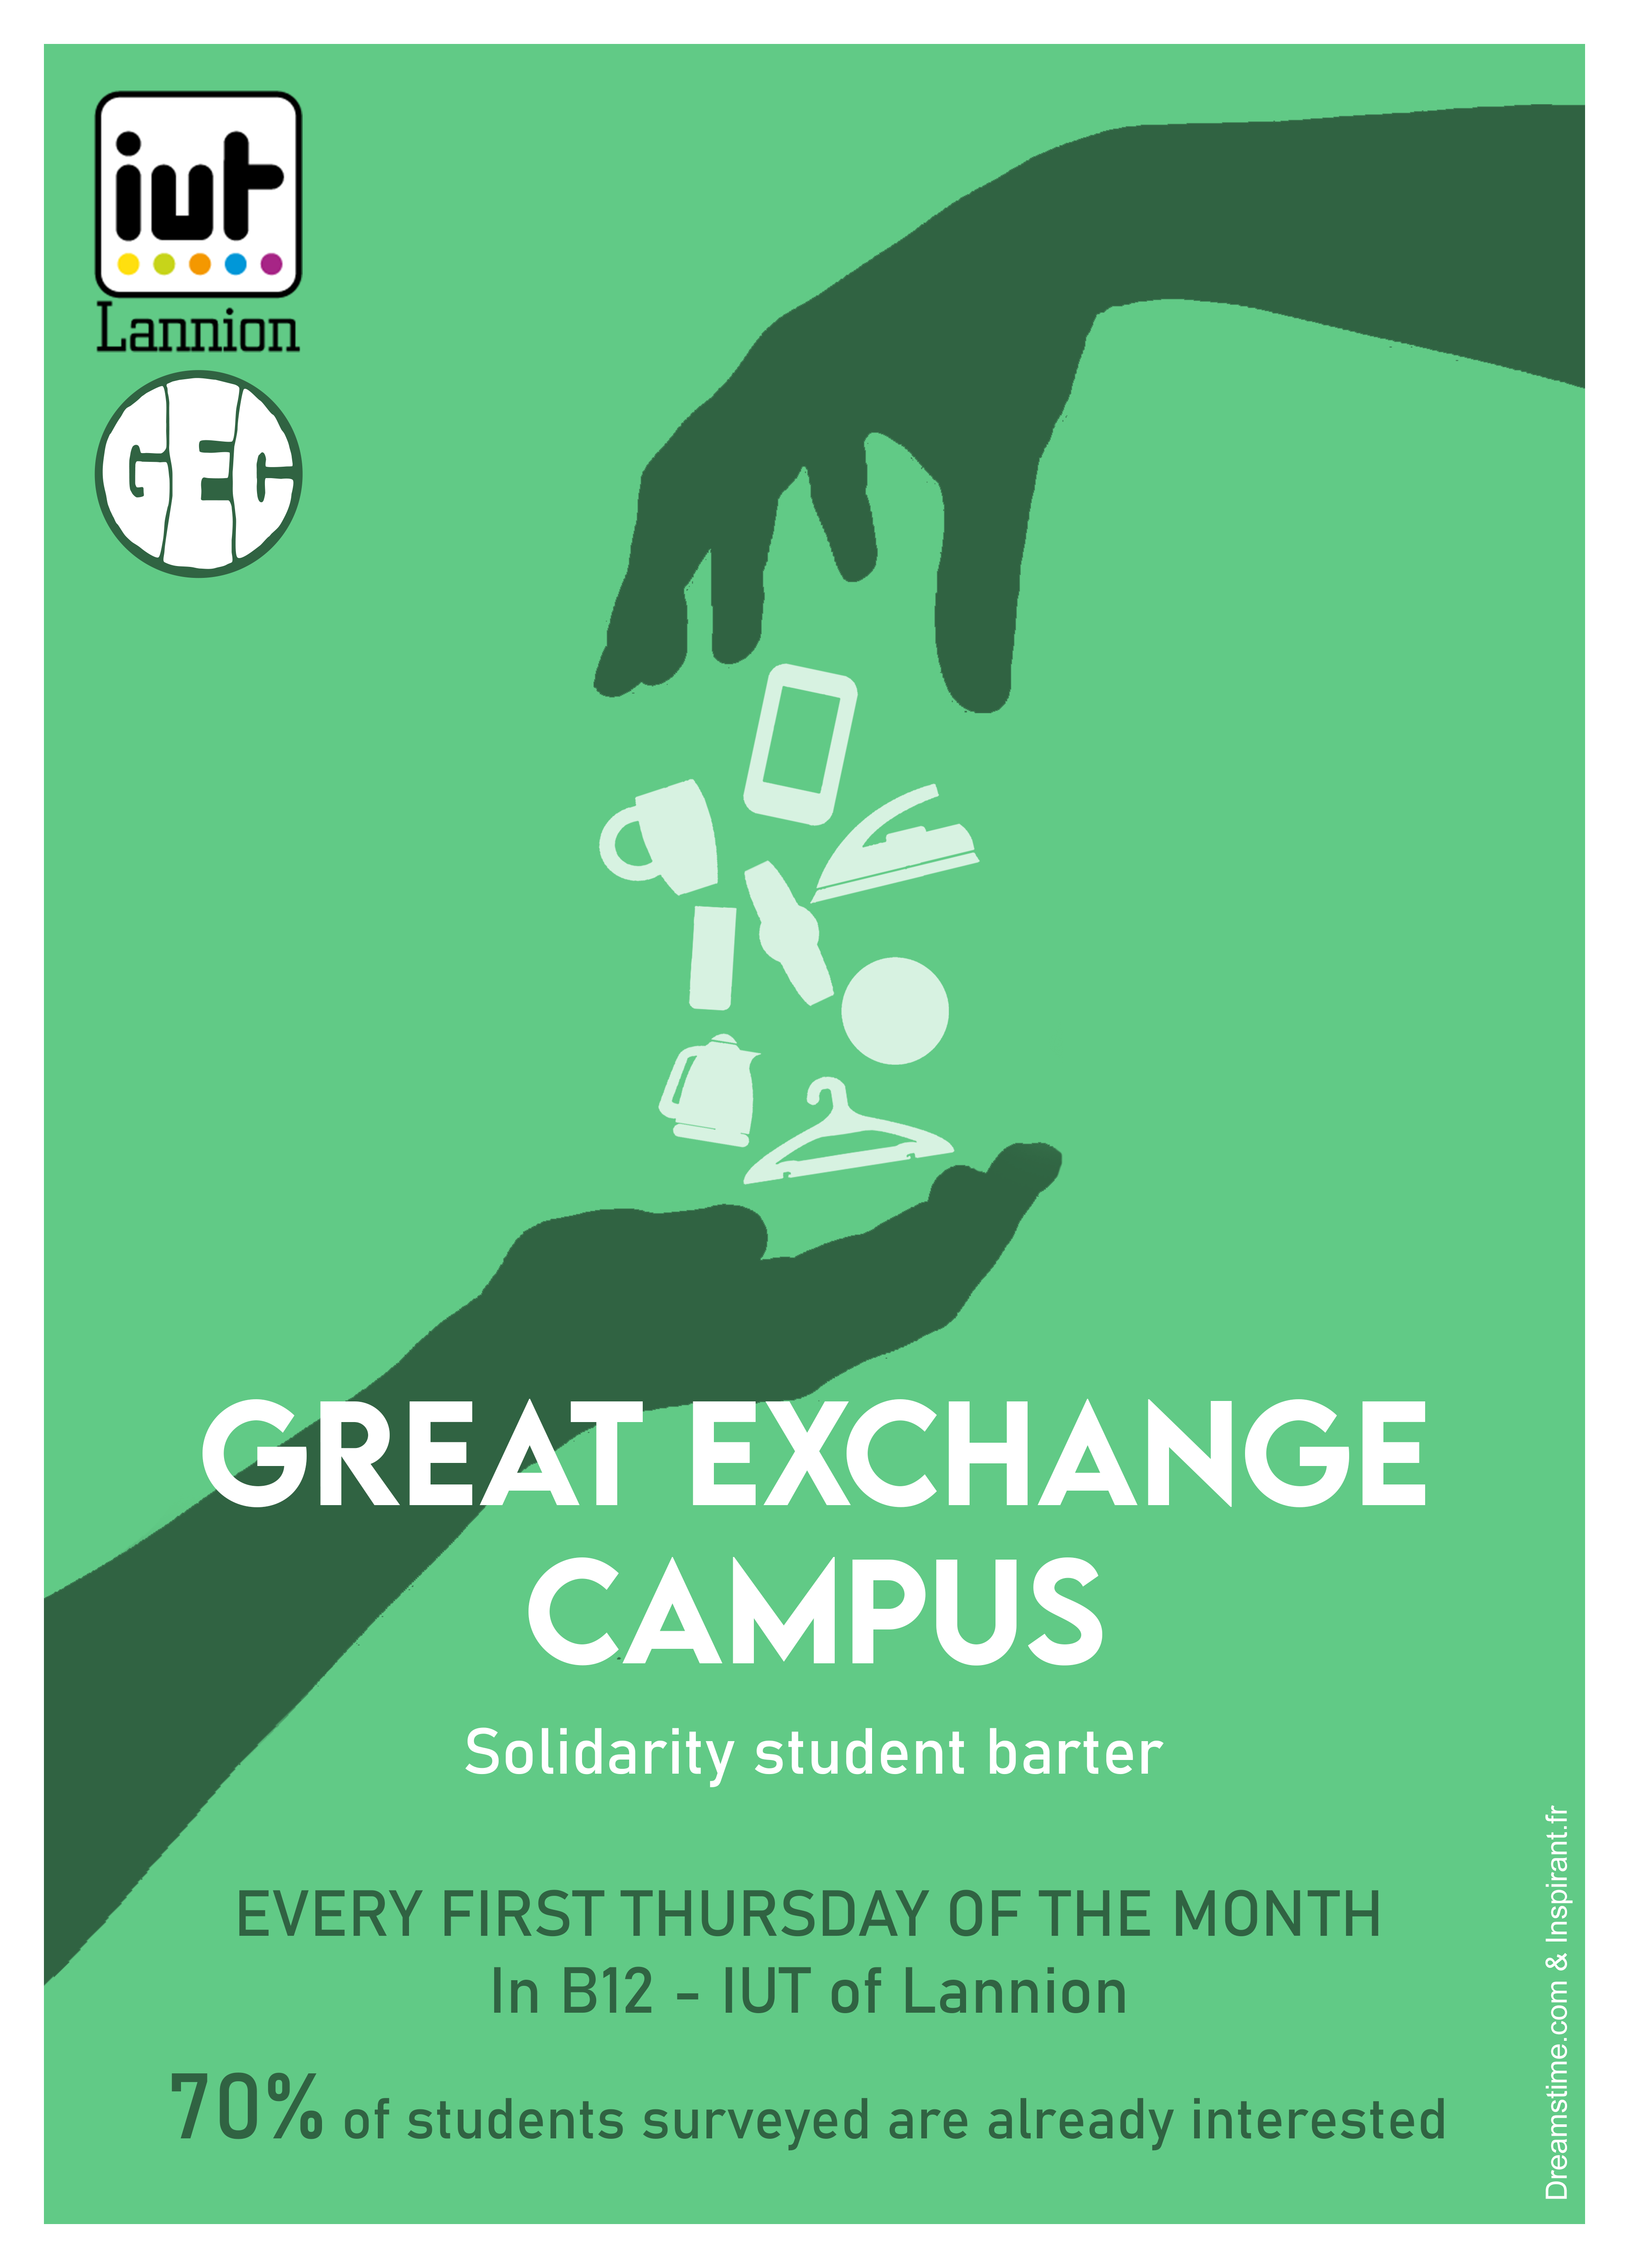 iut
Lannion
GEC
GREAT EXCHANGE
CAMPUS
Solidarity student barter
EVERY FIRST THURSDAY OF THE MONTH
In B12 - IUT of Lannion
70% of students surveyed are already interested
Dreamstime.com & Inspirant.fr